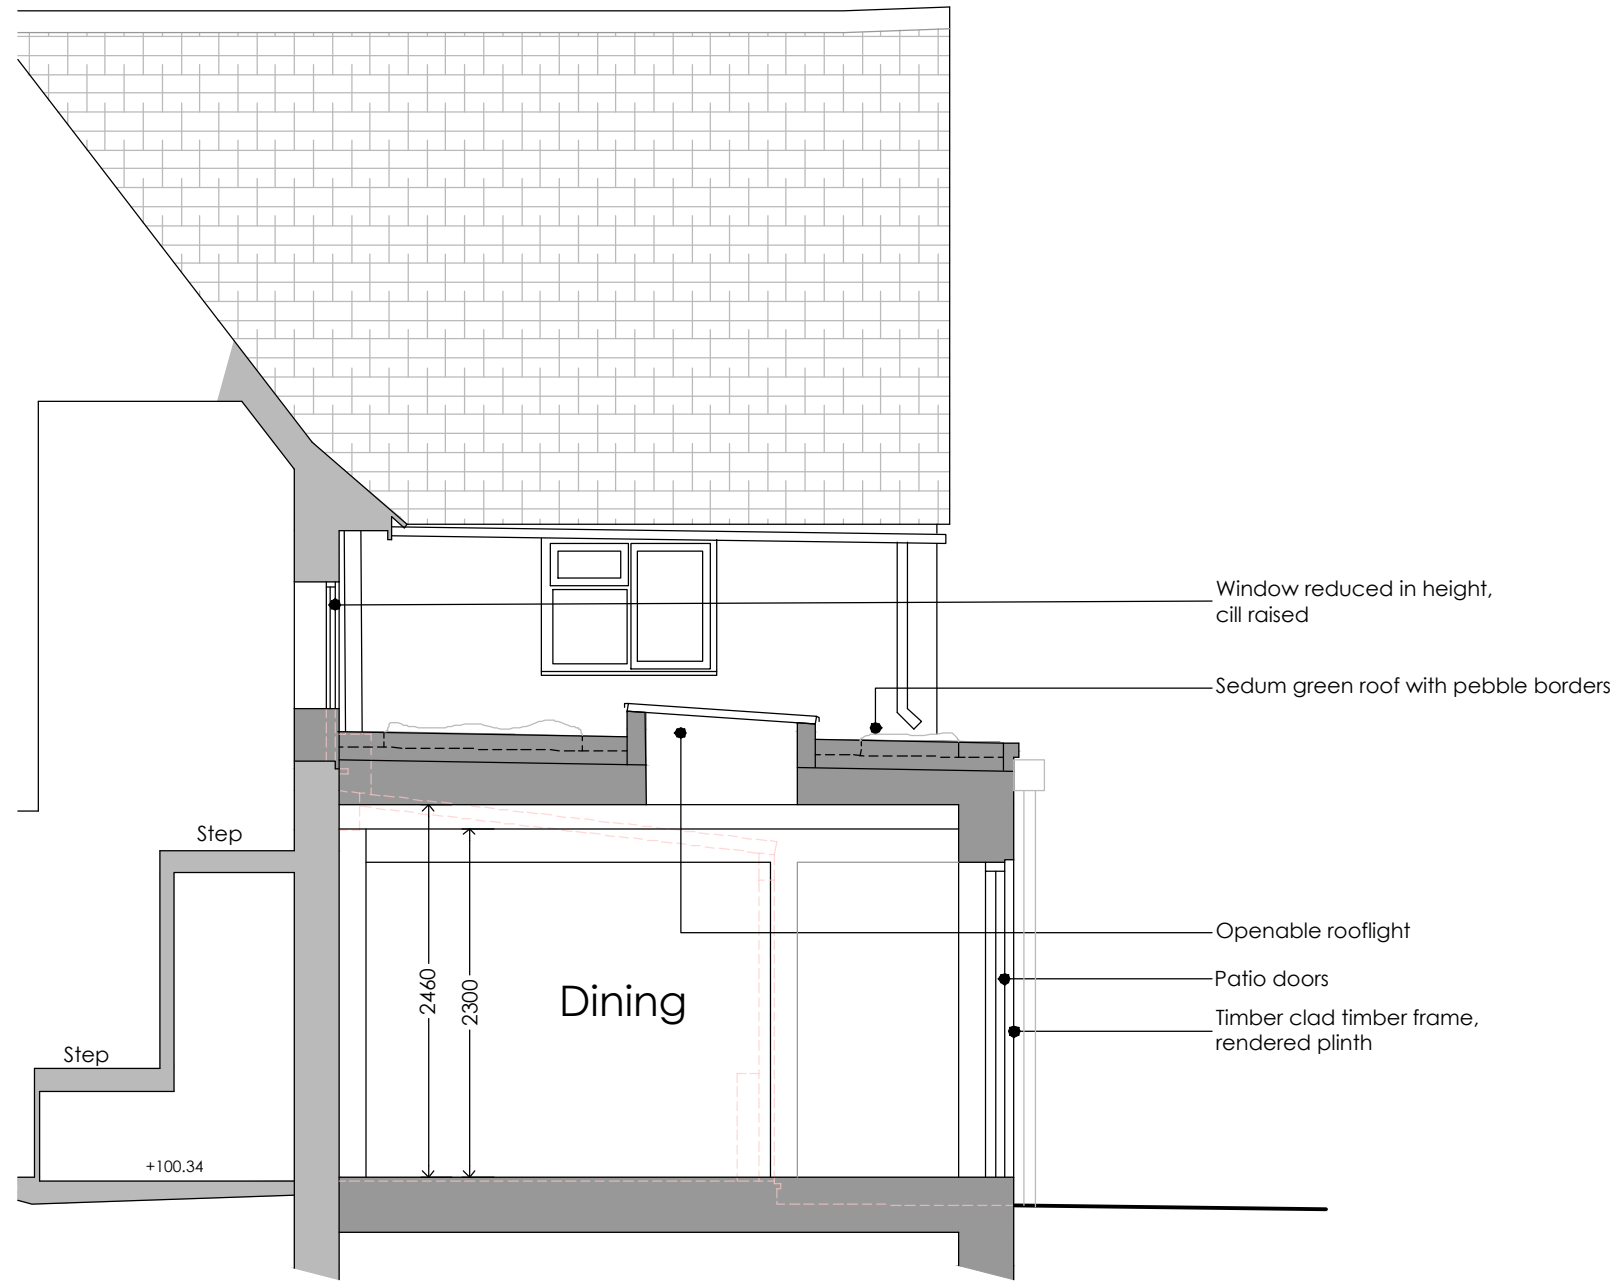 Window reduced in height,
cill raised
Sedum green roof with pebble borders
Step
Openable rooflight
Patio doors
2460
2300
Dining
Timber clad timber frame,
rendered plinth
Step
+100.34